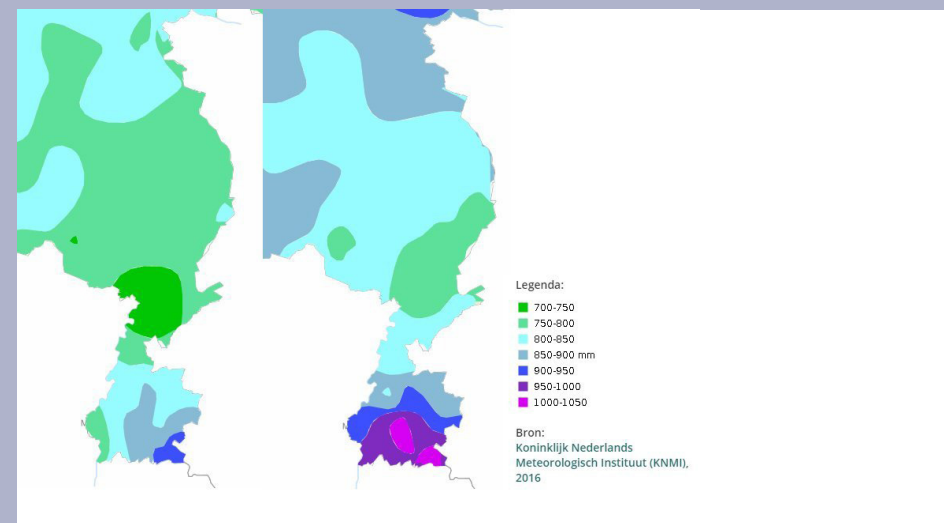 Legenda:
700-750
750-800
800-850
850-900 mm
900-950
950-1000
1000-1050
Bron:
Koninklijk Nederlands
Meteorologisch Instituut (KNMI),
2016